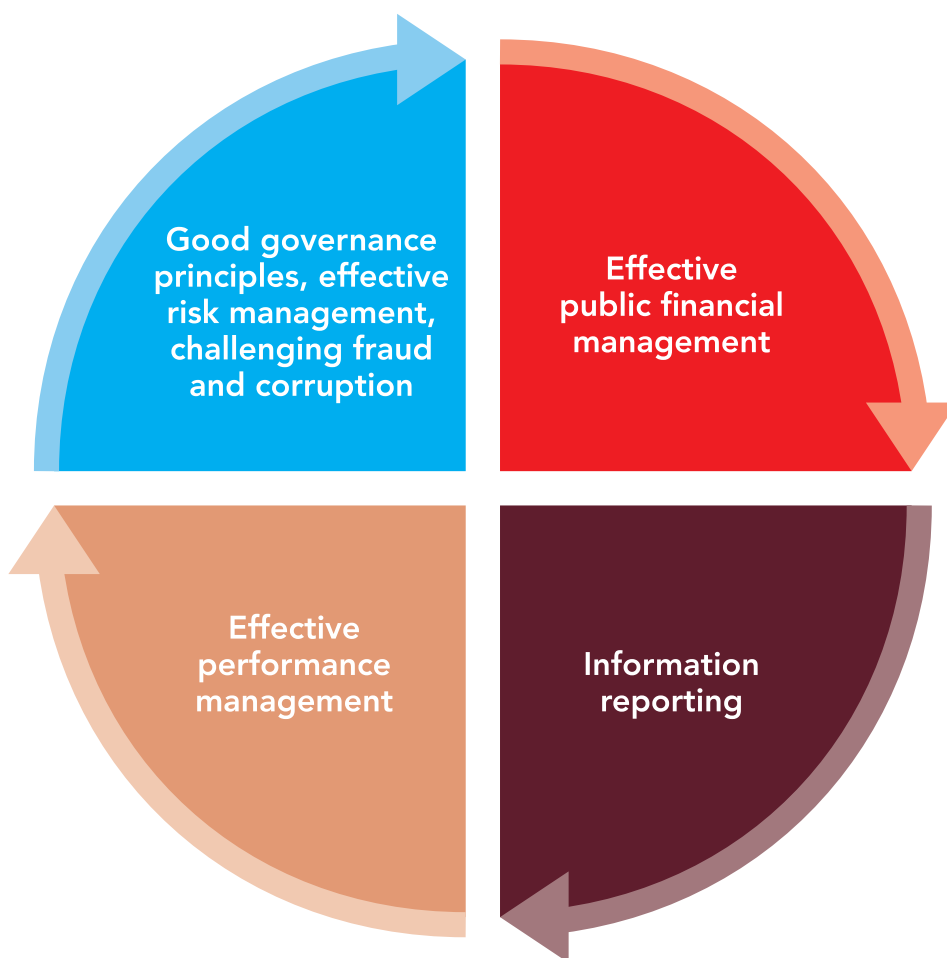 Good governance
principles, effective
risk management,
challenging fraud
and corruption
Effective
public financial
management
Effective
performance
management
Information
reporting